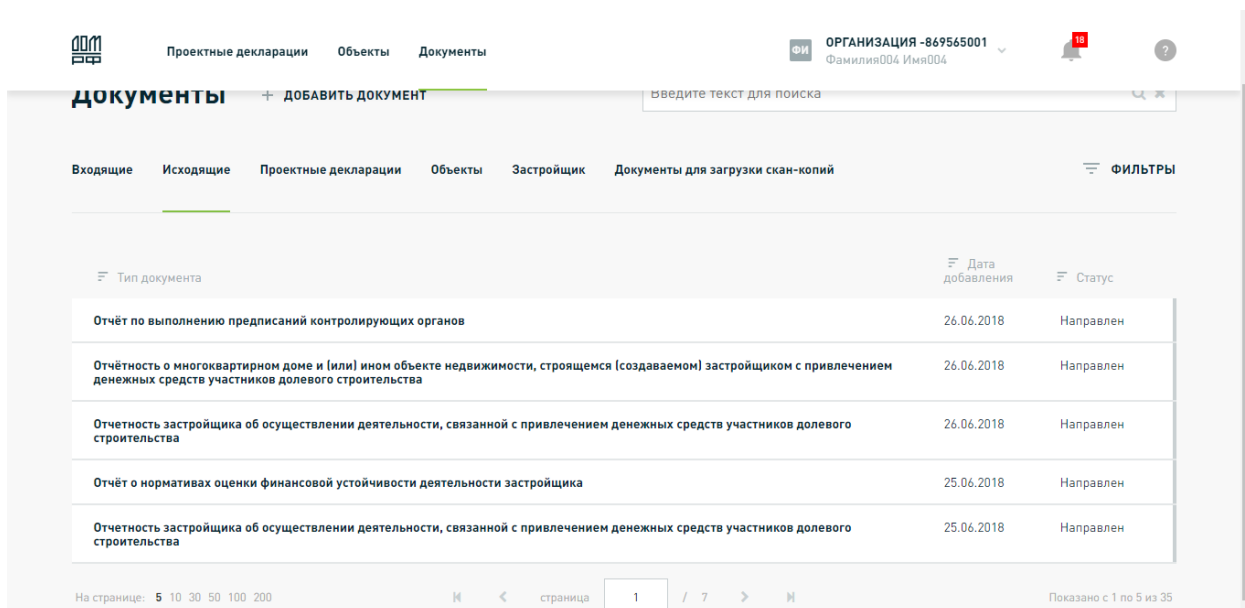 ДОМ
РФ
Проектные декларации Объекты Документы
ФИ ОРГАНИЗАЦИЯ -869565001
Фамилия004 Имя004
18
?
Документы + ДОБАВИТЬ ДОКУМЕНТ Введите текст для поиска
Входящие Исходящие Проектные декларации Объекты Застройщик Документы для загрузки скан-копий ФИЛЬТРЫ
Тип документа
Дата
добавления
Статус
Отчёт по выполнению предписаний контролирующих органов 26.06.2018 Направлен
Отчётность о многоквартирном доме и (или) ином объекте недвижимости, строящемся (создаваемом) застройщиком с привлечением 26.06.2018 Направлен
денежных средств участников долевого строительства
Отчетность застройщика об осуществлении деятельности, связанной с привлечением денежных средств участников долевого 26.06.2018 Направлен
строительства
Отчёт о нормативах оценки финансовой устойчивости деятельности застройщика 25.06.2018 Направлен
Отчетность застройщика об осуществлении деятельности, связанной с привлечением денежных средств участников долевого 25.06.2018 Направлен
строительства
На странице: 5 10 30 50 100 200 страница 1 / 7 Показано с 1 по 5 из 35